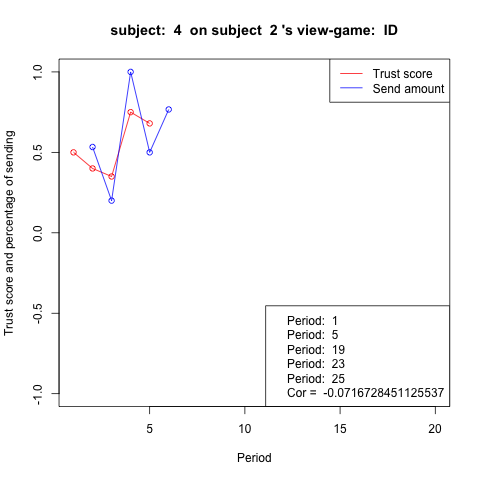 subject:  4  on subject  2 's view-game:  ID
Trust score and percentage of sending
1.0
0.5
0.0
-0.5
-1.0
Trust score
Send amount
Period:  1
Period:  5
Period:  19
Period:  23
Period:  25
Cor =  -0.0716728451125537
5
10
15
20
Period